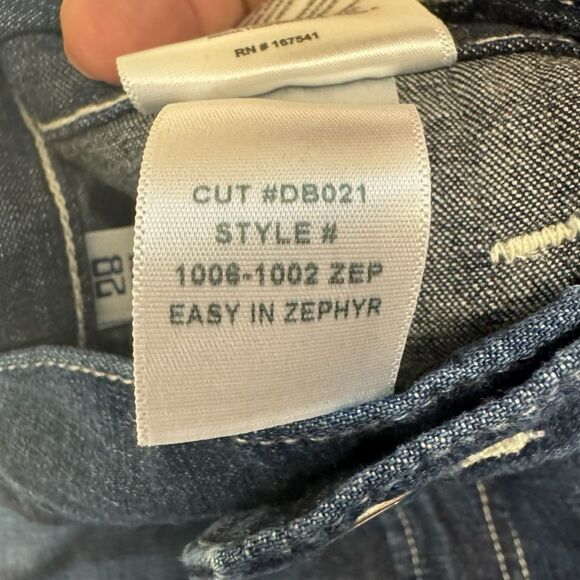 RN # 167541
CUT #DB021
STYLE #
1006-1002 ZEP
EASY IN ZEPHYR
28